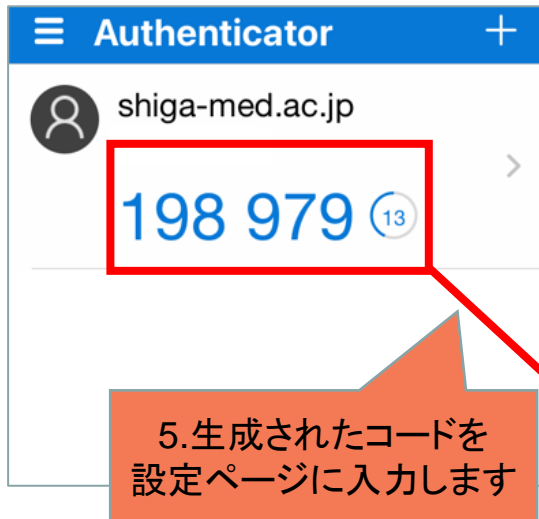 Authenticator
shiga-med.ac.jp
198 979 13
5.生成されたコードを
設定ページに入力します